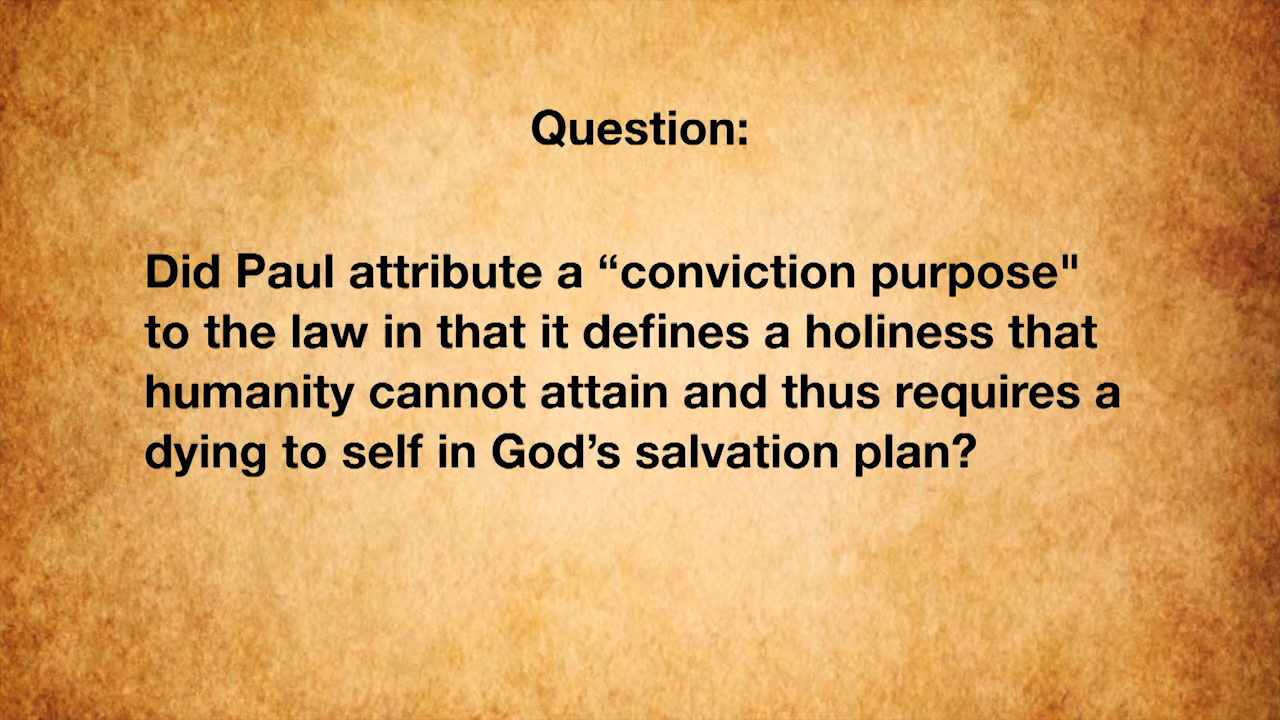 Question:
Did Paul attribute a “conviction purpose"
to the law in that it defines a holiness that
humanity cannot attain and thus requires a
dying to self in God’s salvation plan?